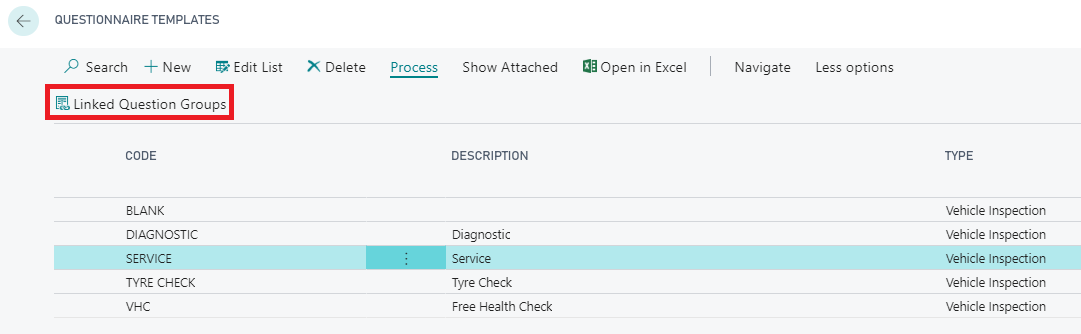 QUESTIONNAIRE TEMPLATES
Search New Edit List Delete Process Show Attached Open in Excel Navigate Less options
Linked Question Groups
CODE DESCRIPTION TYPE
BLANK Vehicle Inspection
DIAGNOSTIC Diagnostic Vehicle Inspection
SERVICE Service Vehicle Inspection
TYRE CHECK Tyre Check Vehicle Inspection
VHC Free Health Check Vehicle Inspection